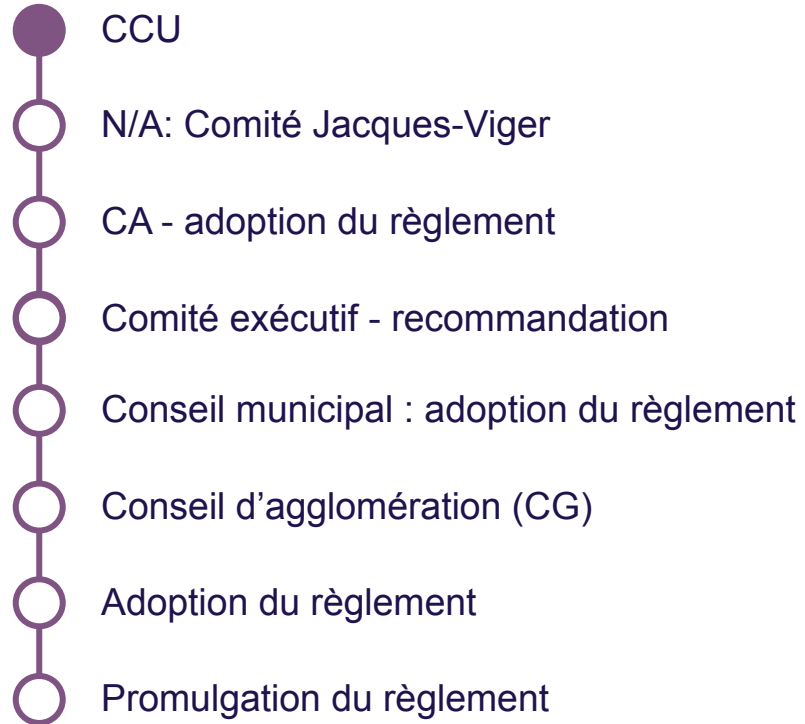 CCU
N/A: Comité Jacques-Viger
CA - adoption du règlement
Comité exécutif - recommandation
Conseil municipal : adoption du règlement
Conseil d’agglomération (CG)
Adoption du règlement
Promulgation du règlement